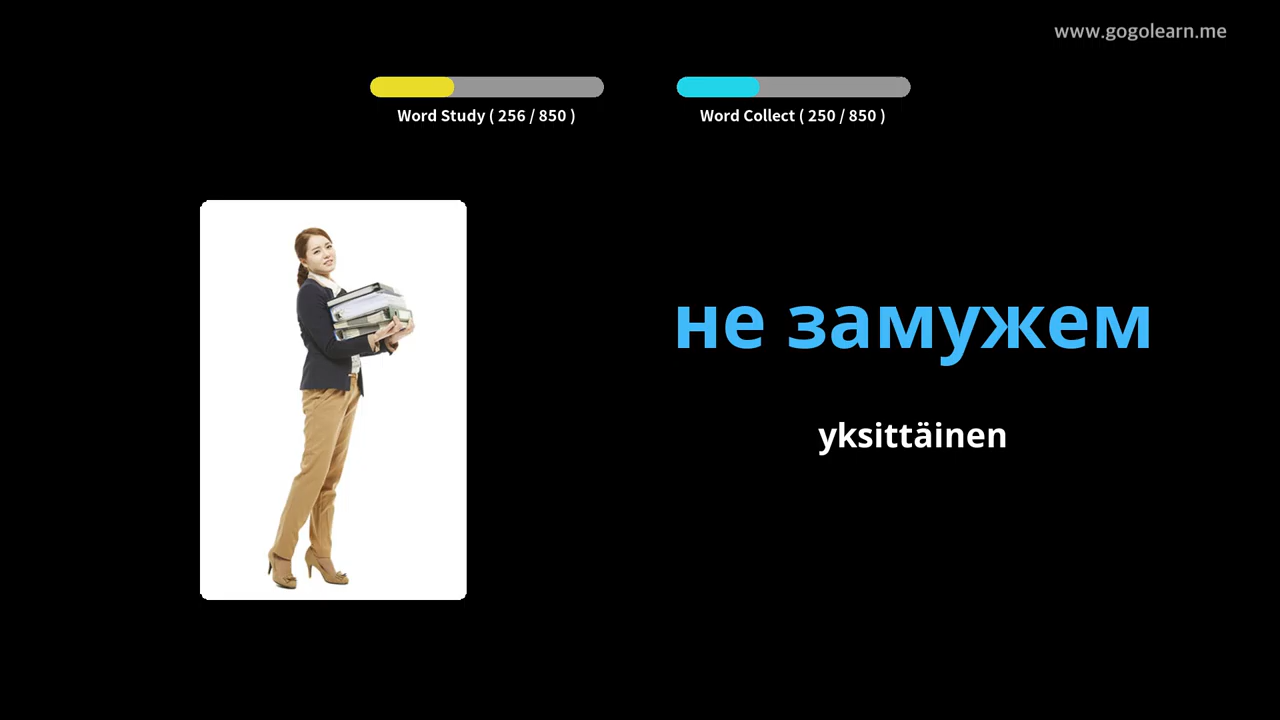 www.gogolearn.me
Word Study ( 256 / 850 )
Word Collect ( 250 / 850 )
не замужем
yksittäinen